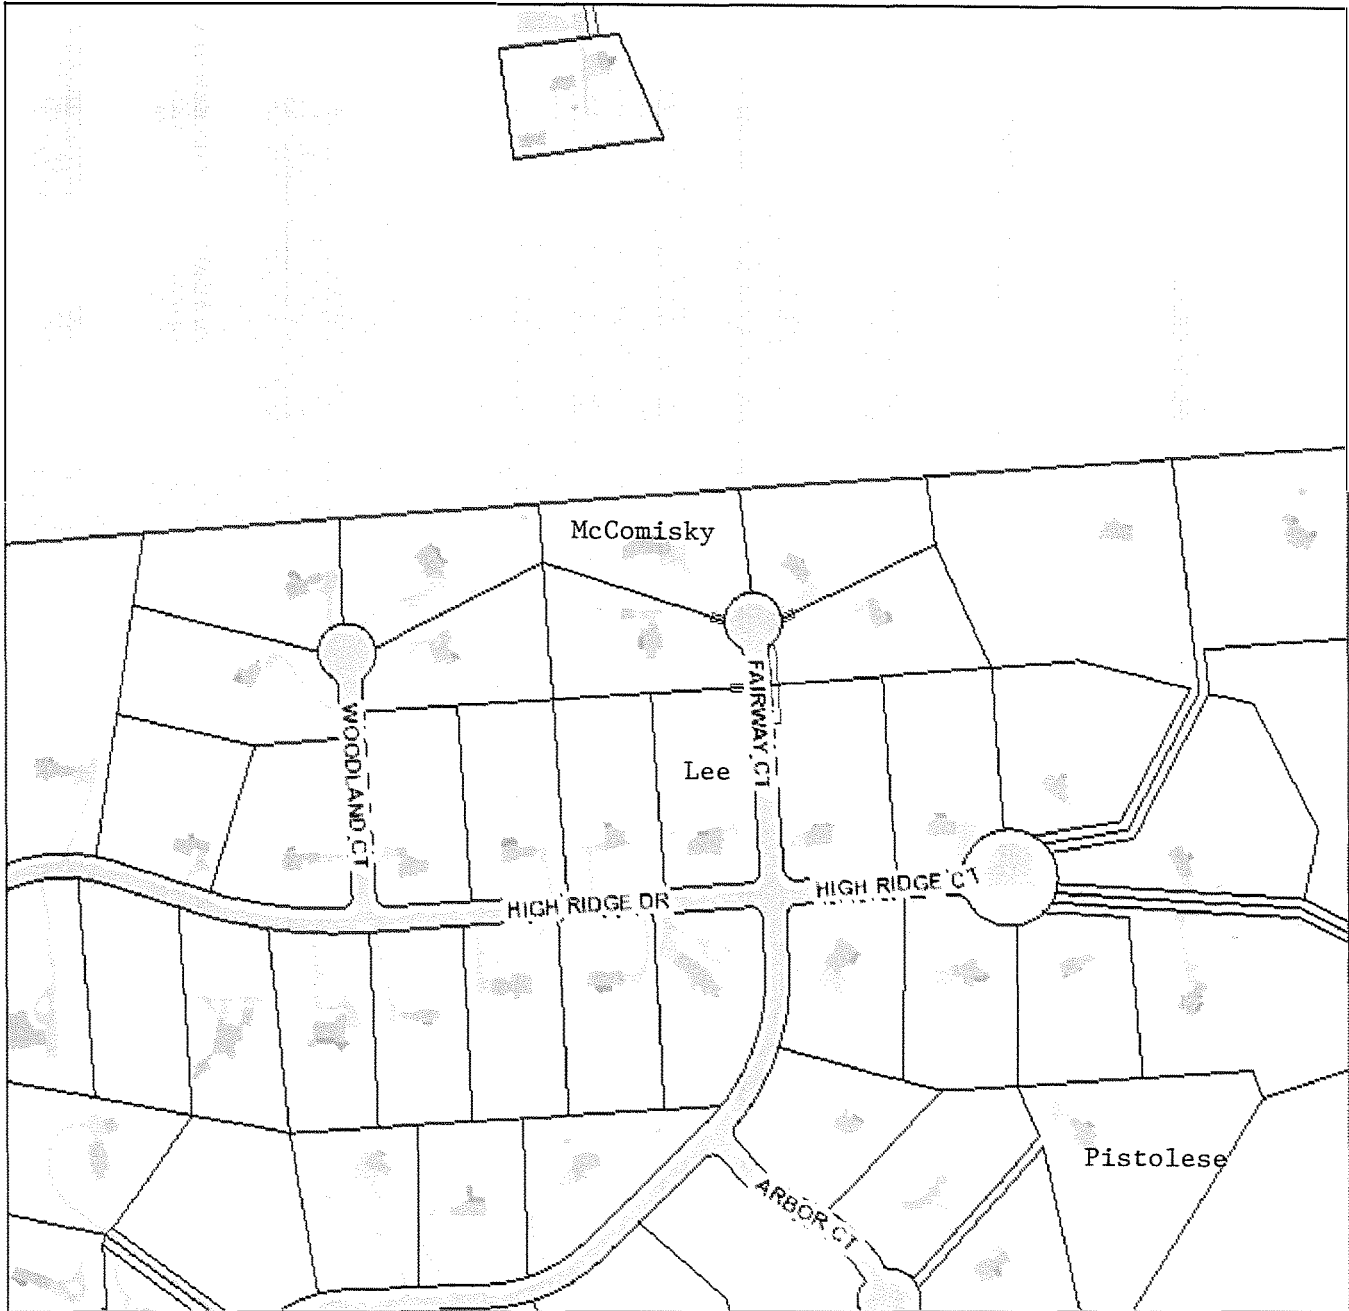 McComisky
FAIRWAY CT
WOODLAND CT
Lee
HIGH RIDGE DR
HIGH RIDGE CT
Pistolese
ARBOR CT